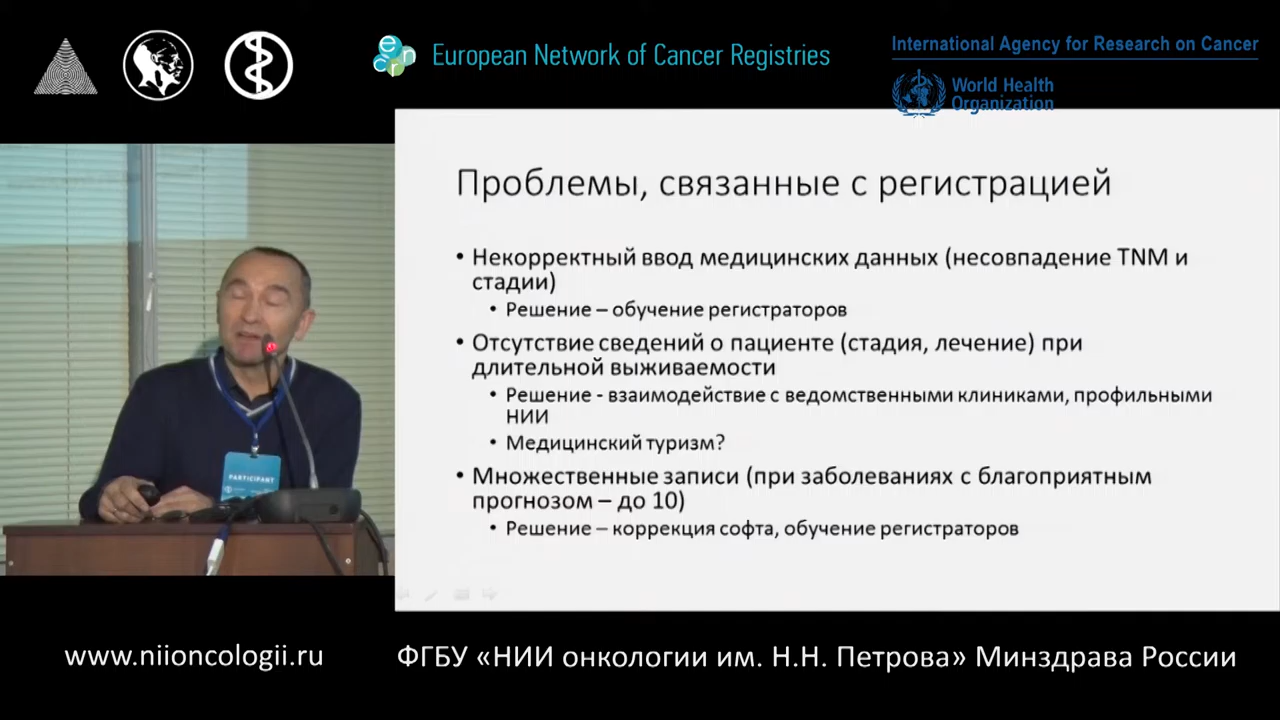 European Network of Cancer Registries
International Agency for Research on Cancer
World Health
Organization
Проблемы, связанные с регистрацией
• Некорректный ввод медицинских данных (несовпадение TNM и
стадии)
• Решение – обучение регистраторов
• Отсутствие сведений о пациенте (стадия, лечение) при
длительной выживаемости
• Решение - взаимодействие с ведомственными клиниками, профильными
НИИ
• Медицинский туризм?
• Множественные записи (при заболеваниях с благоприятным
прогнозом – до 10)
• Решение – коррекция софта, обучение регистраторов
PARTICIPANT
www.niioncologii.ru
ФГБУ «НИИ онкологии им. Н.Н. Петрова» Минздрава России